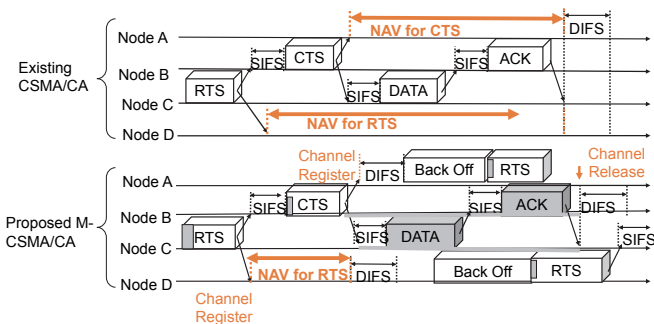 NAV for CTS
DIFS
Node A
SIFS
CTS
SIFS
ACK
Existing
CSMA/CA
Node B
RTS
SIFS
DATA
Node C
NAV for RTS
Node D
Channel
Register
DIFS
Back Off
RTS
Channel
Release
Node A
SIFS
CTS
SIFS
ACK
DIFS
Proposed M-
CSMA/CA
Node B
RTS
SIFS
DATA
SIFS
Node C
NAV for RTS
DIFS
Back Off
RTS
Node D
Channel
Register